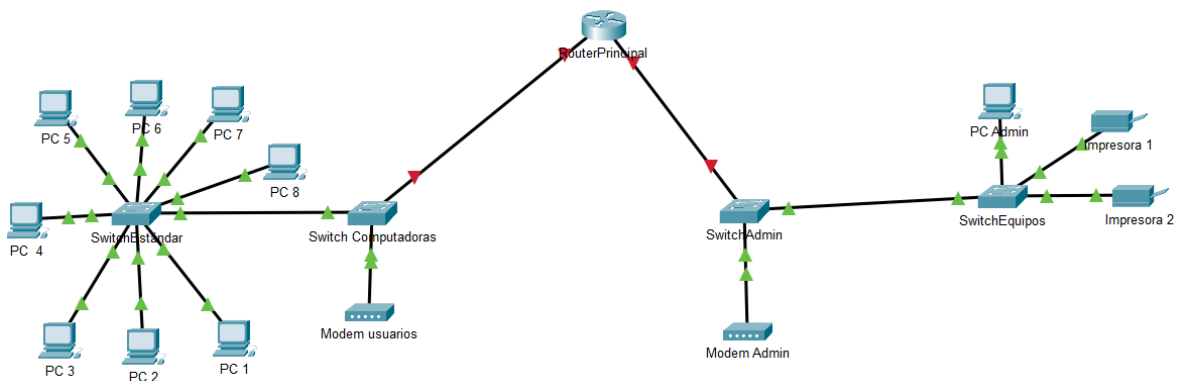 RouterPrincipal
PC 5
PC 6
PC 7
PC 8
PC Admin
Impresora 1
PC  4
SwitchEstándar
Switch Computadoras
SwitchAdmin
SwitchEquipos
Impresora 2
Modem usuarios
Modem Admin
PC 3
PC 2
PC 1